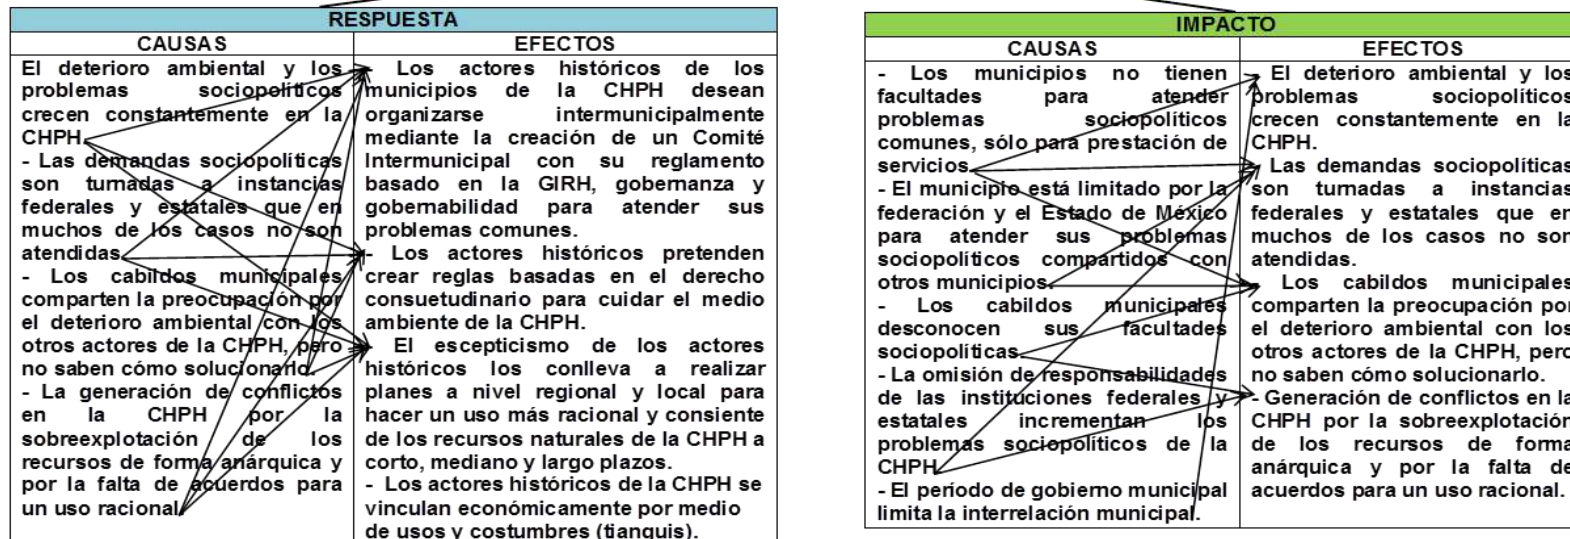 RESPUESTA
CAUSAS
EFECTOS
El deterioro ambiental y los
problemas sociopolíticos
crecen constantemente en la
CHPH.
- Las demandas sociopolíticas
son turnadas a instancias
federales y estatales que en
muchos de los casos no son
atendidas.
- Los cabildos municipales
comparten la preocupación por
el deterioro ambiental con los
otros actores de la CHPH, pero
no saben cómo solucionarlo.
- La generación de conflictos
en la CHPH por la
sobreexplotación de los
recursos de forma anárquica y
por la falta de acuerdos para
un uso racional.
- Los actores históricos de los
municipios de la CHPH desean
organizarse intermunicipalmente
mediante la creación de un Comité
Intermunicipal con su reglamento
basado en la GIRH, gobernanza y
gobernabilidad para atender sus
problemas comunes.
- Los actores históricos pretenden
crear reglas basadas en el derecho
consuetudinario para cuidar el medio
ambiente de la CHPH.
- El escepticismo de los actores
históricos los conlleva a realizar
planes a nivel regional y local para
hacer un uso más racional y consiente
de los recursos naturales de la CHPH a
corto, mediano y largo plazos.
- Los actores históricos de la CHPH se
vinculan económicamente por medio
de usos y costumbres (tianguis).
IMPACTO
CAUSAS
EFECTOS
- Los municipios no tienen
facultades para atender
problemas sociopolíticos
comunes, sólo para prestación de
servicios.
- El municipio está limitado por la
federación y el Estado de México
para atender sus problemas
sociopolíticos compartidos con
otros municipios.
- Los cabildos municipales
desconocen sus facultades
sociopolíticas.
- La omisión de responsabilidades
de las instituciones federales y
estatales incrementan los
problemas sociopolíticos de la
CHPH.
- El período de gobierno municipal
limita la interrelación municipal.
- El deterioro ambiental y los
problemas sociopolíticos
crecen constantemente en la
CHPH.
- Las demandas sociopolíticas
son turnadas a instancias
federales y estatales que en
muchos de los casos no son
atendidas.
- Los cabildos municipales
comparten la preocupación por
el deterioro ambiental con los
otros actores de la CHPH, pero
no saben cómo solucionarlo.
- Generación de conflictos en la
CHPH por la sobreexplotación
de los recursos de forma
anárquica y por la falta de
acuerdos para un uso racional.